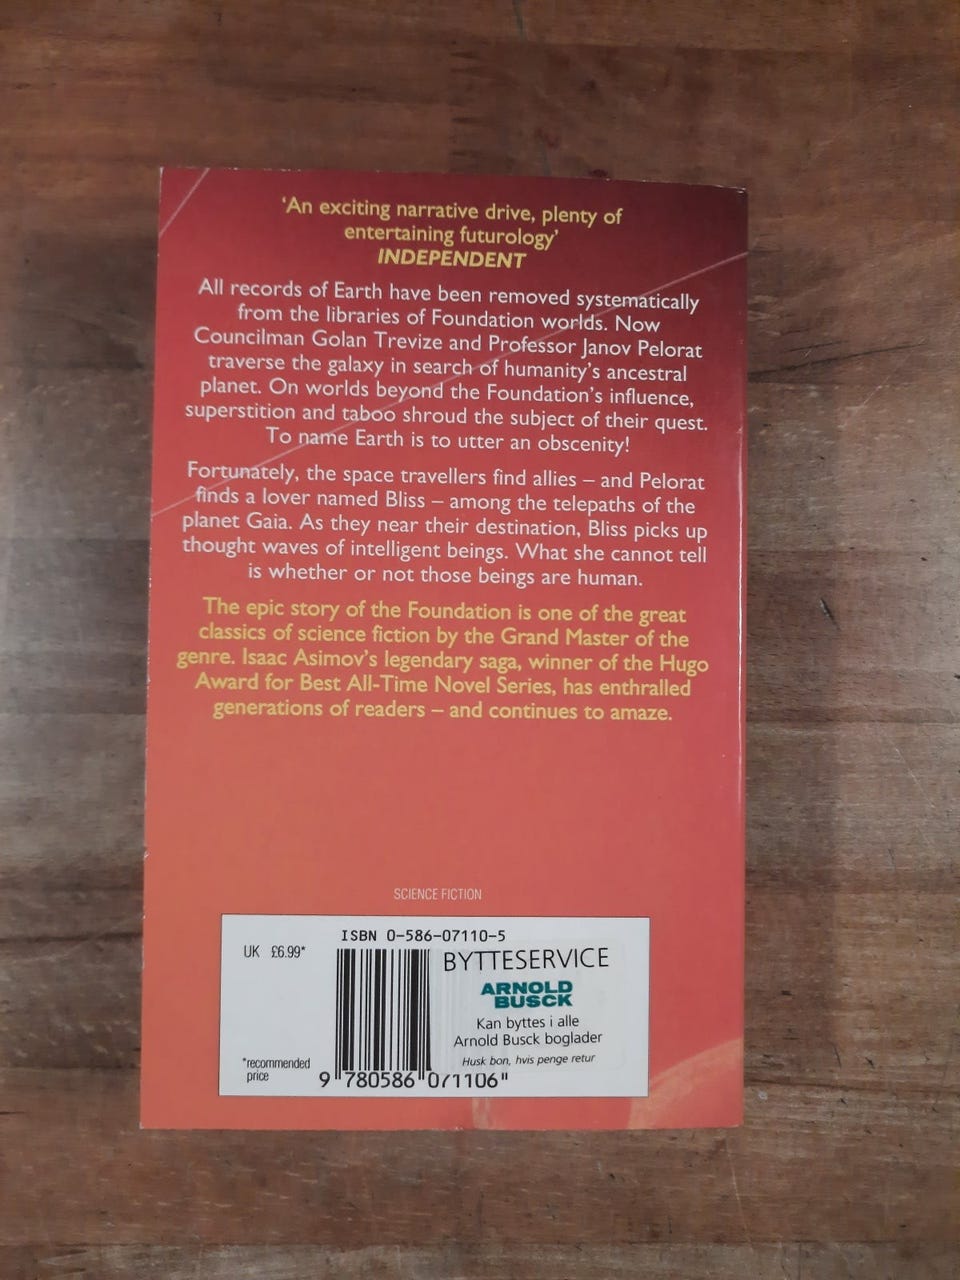 ‘An exciting narrative drive, plenty of
entertaining futurology’
INDEPENDENT
All records of Earth have been removed systematically
from the libraries of Foundation worlds. Now
Councilman Golan Trevize and Professor Janov Pelorat
traverse the galaxy in search of humanity’s ancestral
planet. On worlds beyond the Foundation’s influence,
superstition and taboo shroud the subject of their quest.
To name Earth is to utter an obscenity!
Fortunately, the space travellers find allies – and Pelorat
finds a lover named Bliss – among the telepaths of the
planet Gaia. As they near their destination, Bliss picks up
thought waves of intelligent beings. What she cannot tell
is whether or not those beings are human.
The epic story of the Foundation is one of the great
classics of science fiction by the Grand Master of the
genre. Isaac Asimov’s legendary saga, winner of the Hugo
Award for Best All-Time Novel Series, has enthralled
generations of readers – and continues to amaze.
SCIENCE FICTION
ISBN 0-586-07110-5
UK £6.99*
BYTTESERVICE
ARNOLD
BUSCK
Kan byttes i alle
Arnold Busck boglader
Husk bon, hvis penge retur
*recommended
price
9 780586 071106"